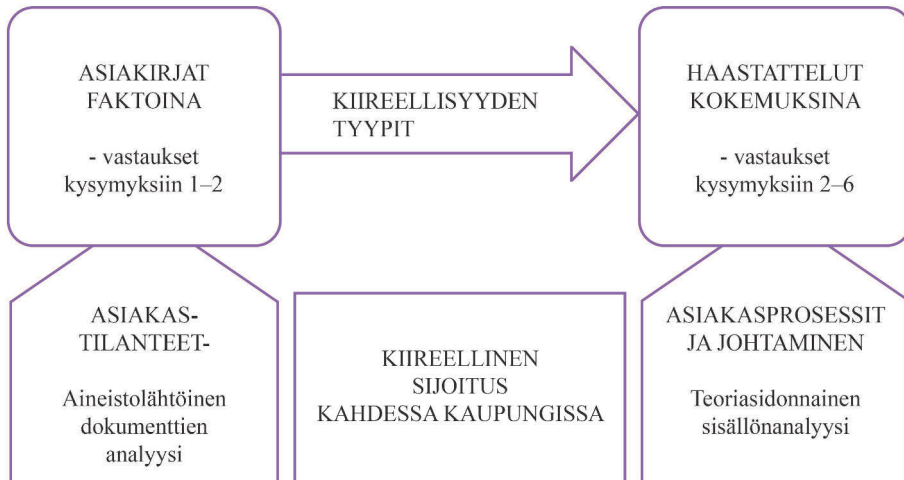 ASIAKIRJAT
FAKTOINA
- vastaukset
kysymyksiin 1–2
KIIREELLISYYDEN
TYYPIT
HAASTATTELUT
KOKEMUKSINA
- vastaukset
kysymyksiin 2–6
ASIAKAS-
TILANTEET-
Aineistolähtöinen
dokumenttien
analyysi
KIIREELLINEN
SIJOITUS
KAHDESSA KAUPUNGISSA
ASIAKASPROSESSIT
JA JOHTAMINEN
Teoriasidonnainen
sisällönanalyysi